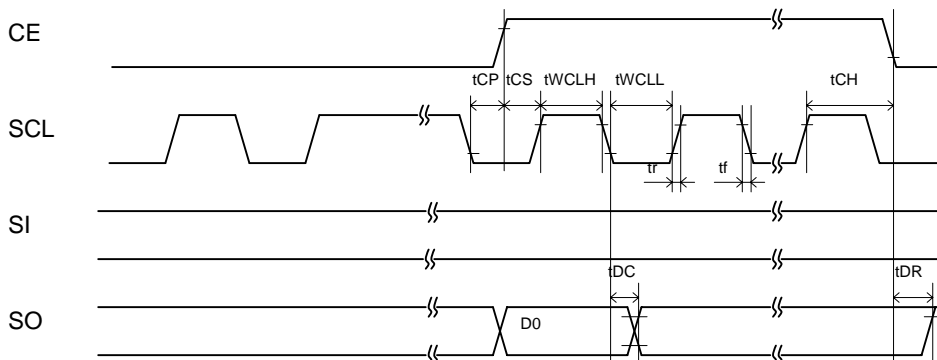 CE
tCP tCS tWCLH tWCLL tCH
SCL
tr tf
SI
tDC tDR
SO D0